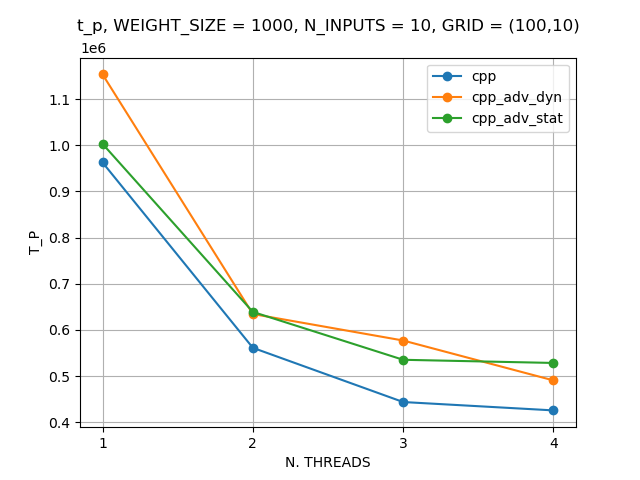 t_p, WEIGHT_SIZE = 1000, N_INPUTS = 10, GRID = (100,10)
1e6
cpp
cpp_adv_dyn
cpp_adv_stat
1.1
1.0
0.9
0.8
0.7
0.6
0.5
0.4
T_P
1 2 3 4
N. THREADS